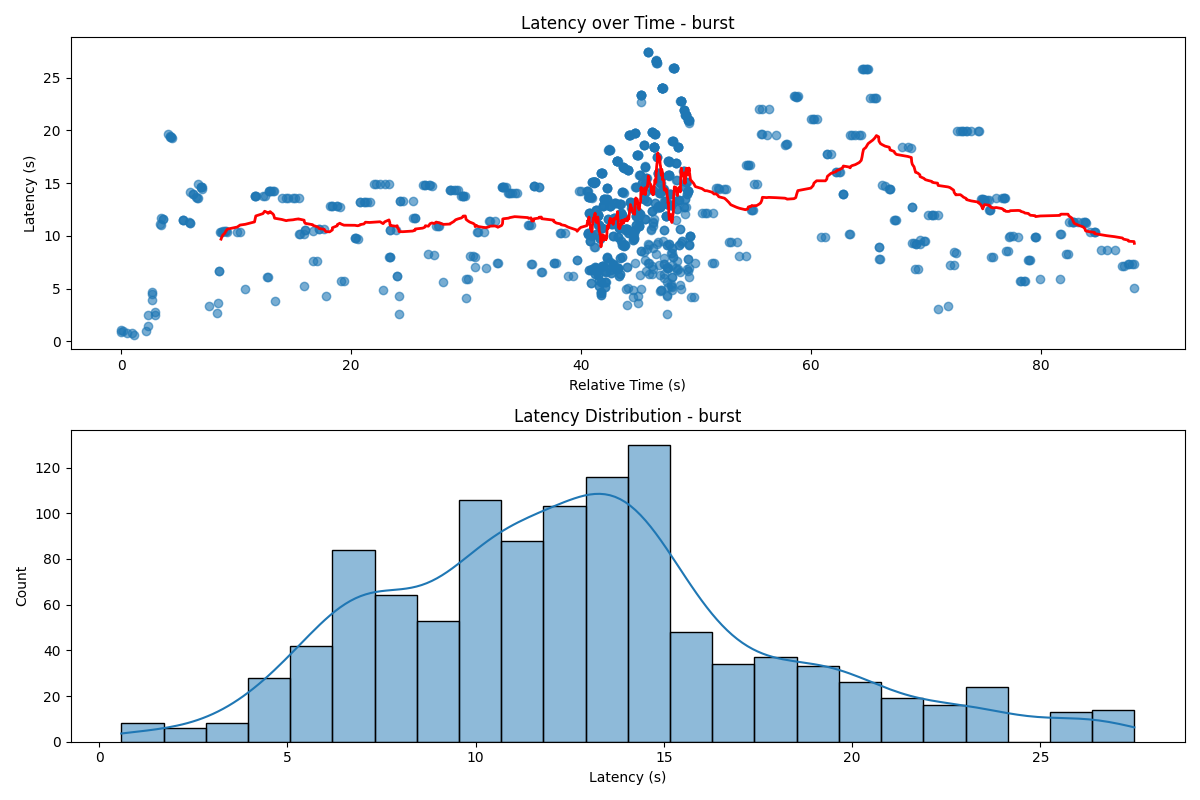 Latency over Time - burst
Latency (s)
25
20
15
10
5
0
0 20 40 60 80
Relative Time (s)
Latency Distribution - burst
Count
120
100
80
60
40
20
0
0 5 10 15 20 25
Latency (s)